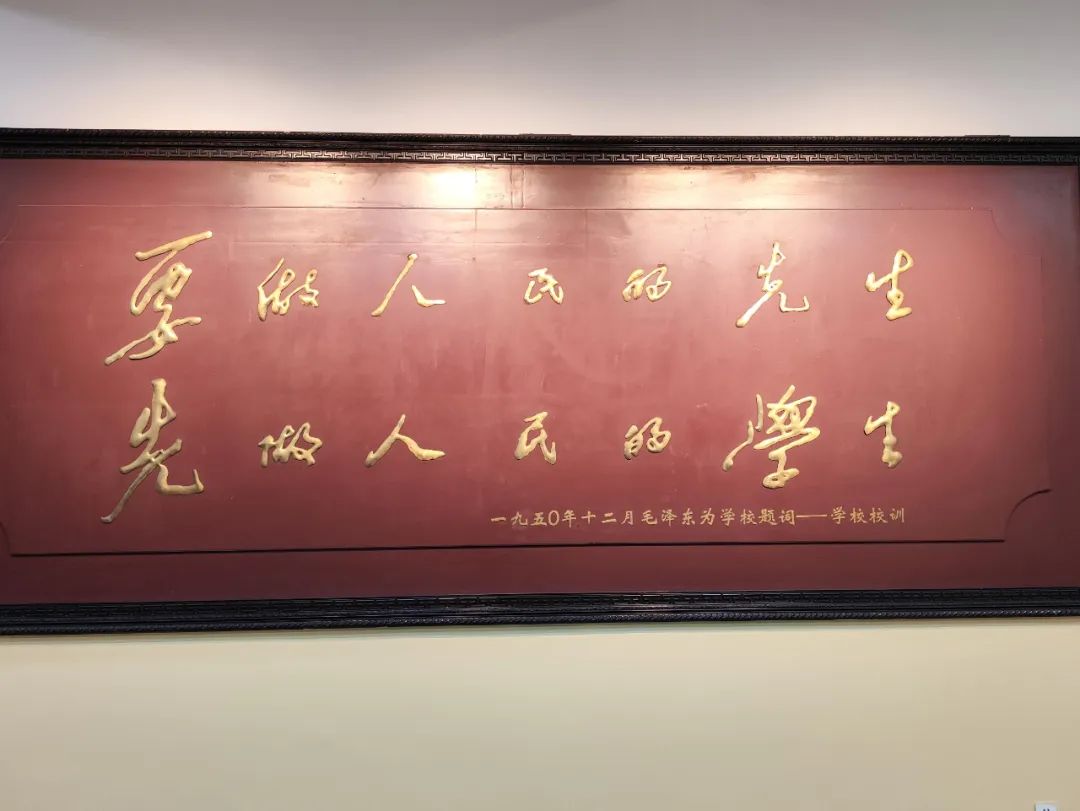 要做人民的先生
先做人民的學生
一九五〇年十二月毛泽东为学校题词——学校校训